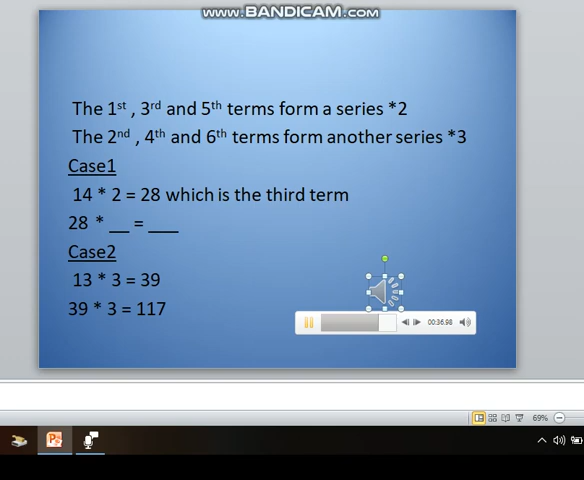 WWW.BANDICAM.COM
The 1st , 3rd and 5th terms form a series *2
The 2nd , 4th and 6th terms form another series *3
Case1
14 * 2 = 28 which is the third term
28 * __ = ___
Case2
13 * 3 = 39
39 * 3 = 117
00:36.98
69%